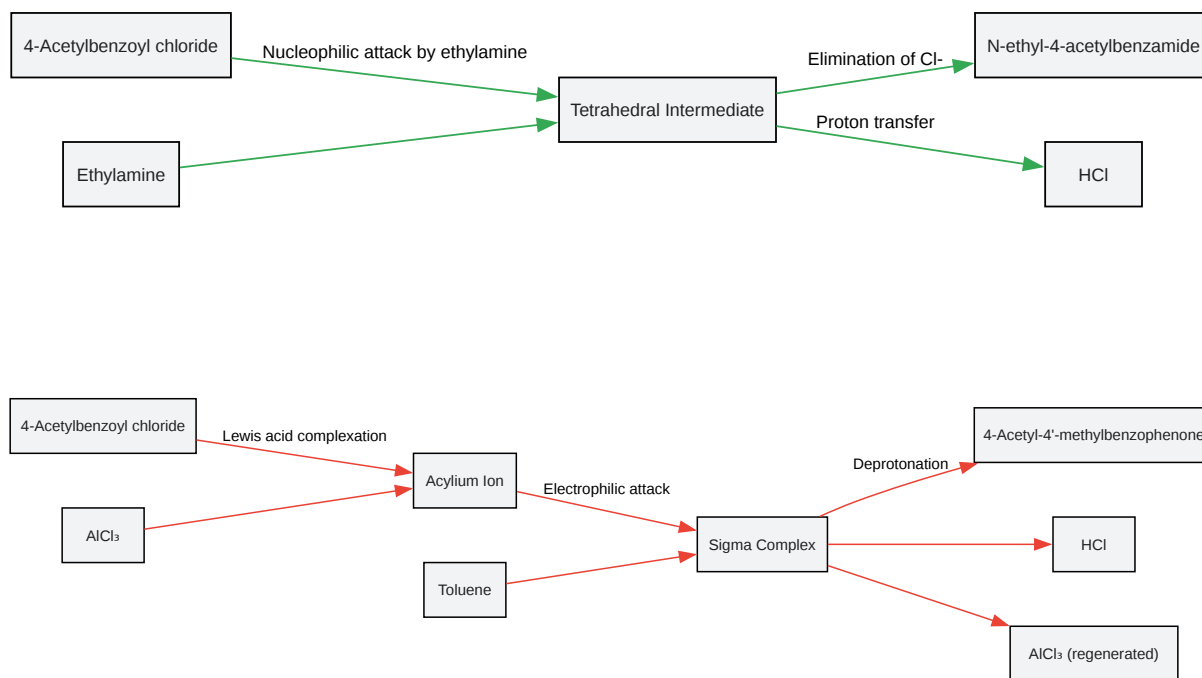 4-Acetylbenzoyl chloride
Nucleophilic attack by ethylamine
Ethylamine
Tetrahedral Intermediate
Elimination of Cl-
Proton transfer
N-ethyl-4-acetylbenzamide
HCl
4-Acetylbenzoyl chloride
Lewis acid complexation
AlCl₃
Acylium Ion
Electrophilic attack
Toluene
Sigma Complex
Deprotonation
4-Acetyl-4'-methylbenzophenone
HCl
AlCl₃ (regenerated)